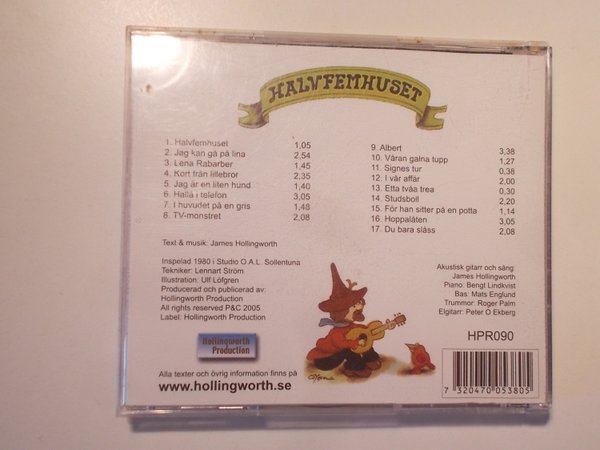 HALVFEMHUSET
1. Halvfemhuset 1,05
2. Jag kan gå på lina 2,54
3. Lena Rabarber 1,45
4. Kort från lillebror 2,35
5. Jag är en liten hund 1,40
6. Hallå i telefon 3,05
7. I huvudet på en gris 1,48
8. TV-monstret 2,08
9. Albert 3,38
10. Våran galna tupp 1,27
11. Signes tur 0,38
12. I vår affär 2,00
13. Etta tvåa trea 0,30
14. Studsboll 2,20
15. För han sitter på en potta 1,14
16. Hoppalåten 3,05
17. Du bara slåss 2,08
Text & musik: James Hollingworth
Inspelad 1980 i Studio O.A.L. Sollentuna
Tekniker: Lennart Ström
Illustration: Ulf Löfgren
Producerad och publicerad av:
Hollingworth Production
All rights reserved P&C 2005
Label: Hollingworth Production
Akustisk gitarr och sång:
James Hollingworth
Piano: Bengt Lindkvist
Bas: Mats Englund
Trummor: Roger Palm
Elgitarr: Peter O Ekberg
Hollingworth
Production
HPR090
Alla texter och övrig information finns på
www.hollingworth.se
7 320470 053805